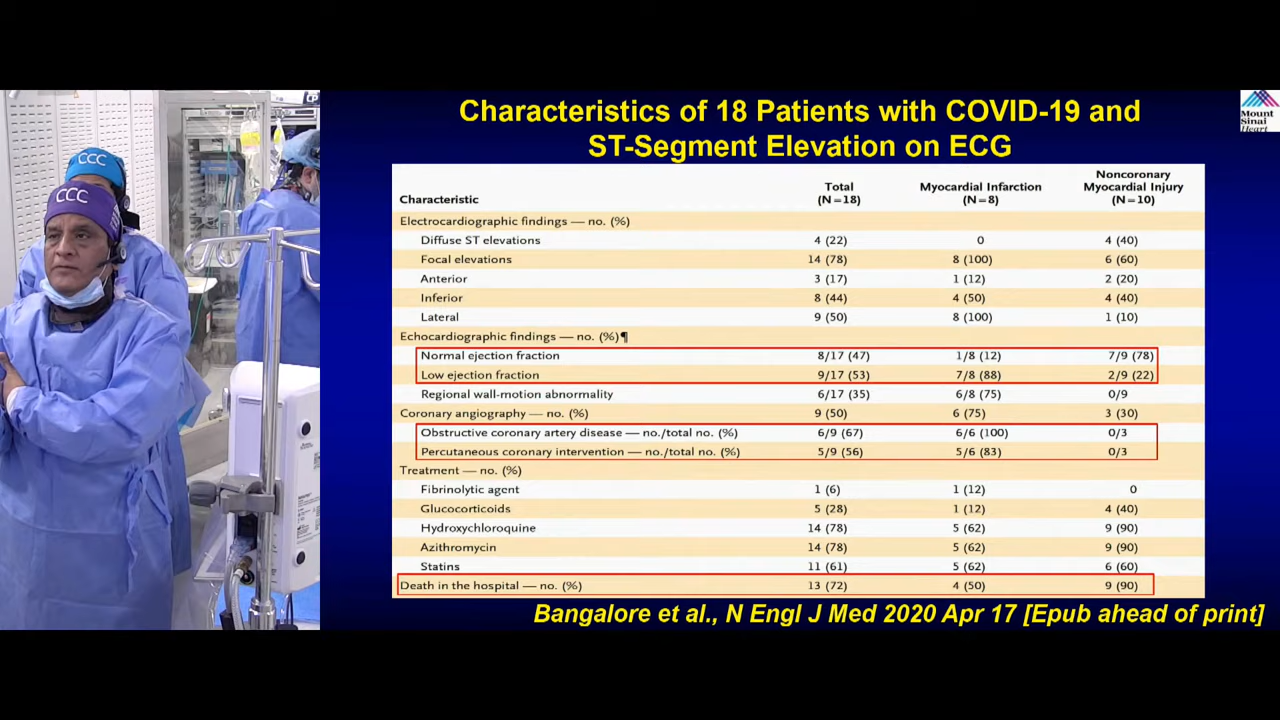 Characteristics of 18 Patients with COVID-19 and
ST-Segment Elevation on ECG
Mount
Sinai
Heart
CCC
CCC
CP
Characteristic Total (N=18) Myocardial Infarction (N=8) Noncoronary Myocardial Injury (N=10)
Electrocardiographic findings — no. (%)
Diffuse ST elevations 4 (22) 0 4 (40)
Focal elevations 14 (78) 8 (100) 6 (60)
Anterior 3 (17) 1 (12) 2 (20)
Inferior 8 (44) 4 (50) 4 (40)
Lateral 9 (50) 8 (100) 1 (10)
Echocardiographic findings — no. (%)¶
Normal ejection fraction 8/17 (47) 1/8 (12) 7/9 (78)
Low ejection fraction 9/17 (53) 7/8 (88) 2/9 (22)
Regional wall-motion abnormality 6/17 (35) 6/8 (75) 0/9
Coronary angiography — no. (%) 9 (50) 6 (75) 3 (30)
Obstructive coronary artery disease — no./total no. (%) 6/9 (67) 6/6 (100) 0/3
Percutaneous coronary intervention — no./total no. (%) 5/9 (56) 5/6 (83) 0/3
Treatment — no. (%)
Fibrinolytic agent 1 (6) 1 (12) 0
Glucocorticoids 5 (28) 1 (12) 4 (40)
Hydroxychloroquine 14 (78) 5 (62) 9 (90)
Azithromycin 14 (78) 5 (62) 9 (90)
Statins 11 (61) 5 (62) 6 (60)
Death in the hospital — no. (%) 13 (72) 4 (50) 9 (90)
Bangalore et al., N Engl J Med 2020 Apr 17 [Epub ahead of print]